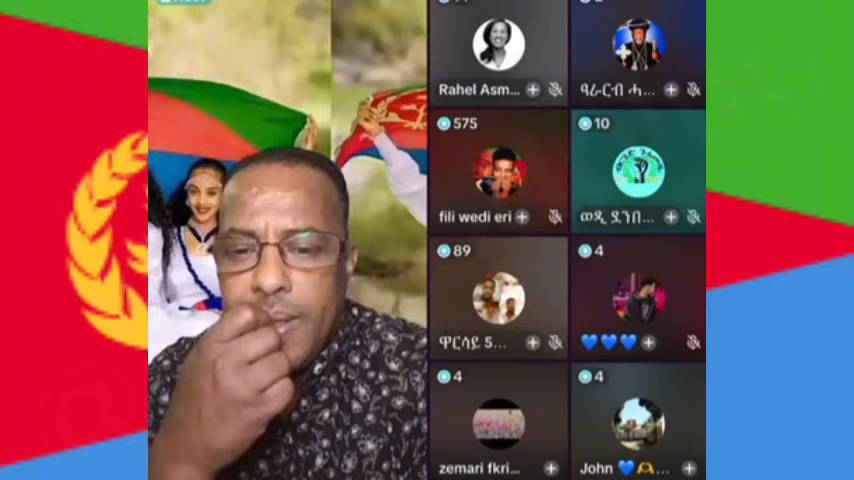 Rahel Asm...
ዓራርብ ሓ...
575
10
fili wedi eri
ወዲ ደንበ...
89
4
ዋርሳይ 5...
💙💙💙
4
4
zemari fkri...
John 💙🫶...